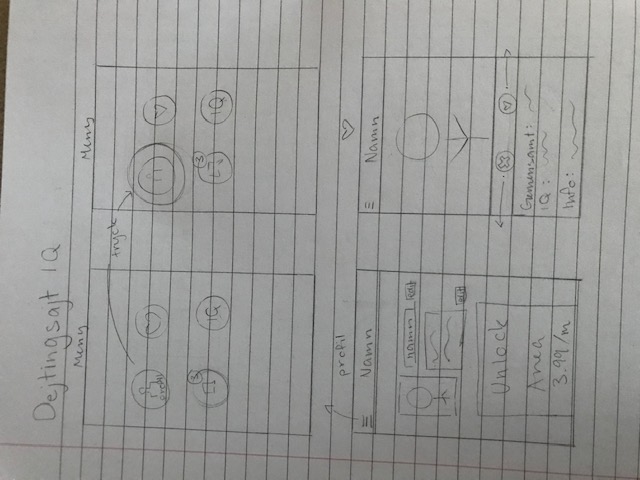 Dejtingsajt IQ
Meny
Meny
tryck
profil
3
IQ
3
IQ
profil
Namn
namn
edit
edit
Unlock
Area
3.99/m
Namn
Gemensamt:
IQ:
Info: